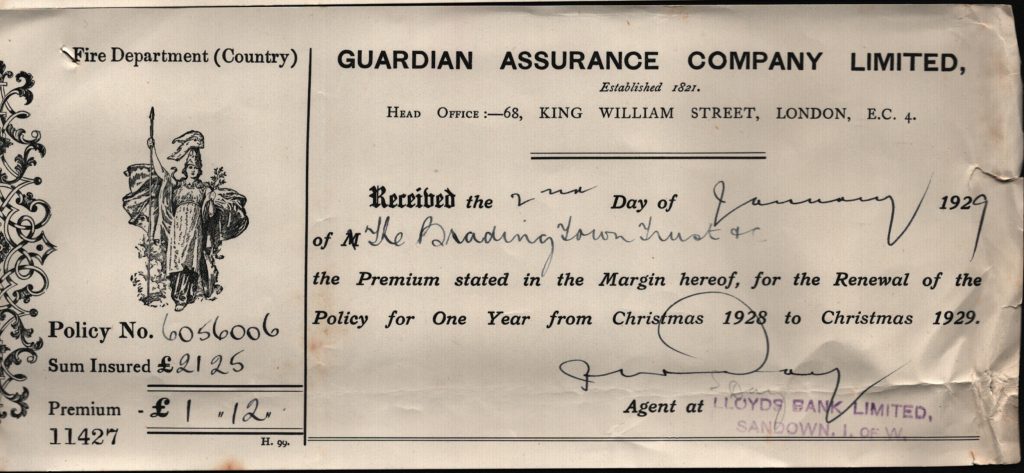 Fire Department (Country)
Policy No. 6056006
Sum Insured £2125
Premium - £ 1 " 12 "
11427
H. 99.
GUARDIAN ASSURANCE COMPANY LIMITED,
Established 1821.
HEAD OFFICE :—68, KING WILLIAM STREET, LONDON, E.C. 4.
Received the 2nd Day of January 1929
of M The Brading Town Trust &c
the Premium stated in the Margin hereof, for the Renewal of the
Policy for One Year from Christmas 1928 to Christmas 1929.
Agent at LLOYDS BANK LIMITED,
SANDOWN, I. OF W.